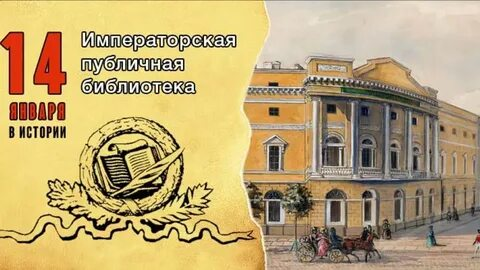 14
ЯНВАРЯ
В ИСТОРИИ
Императорская
публичная
библиотека